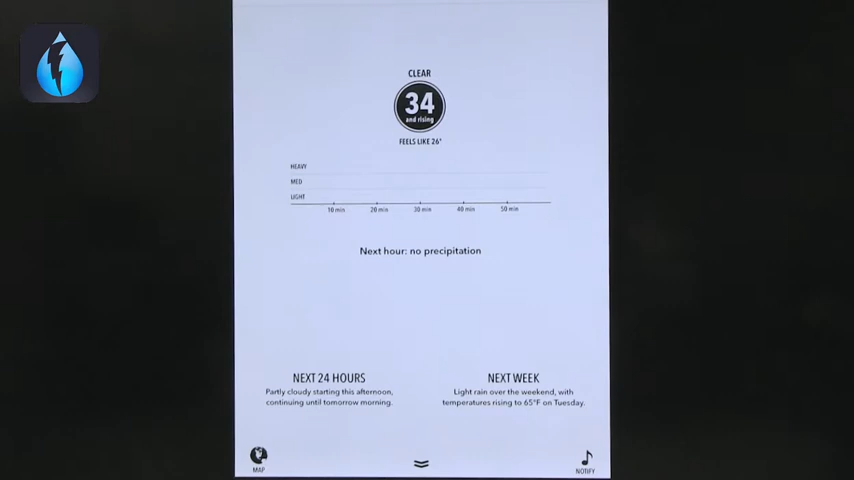 CLEAR
34
and rising
FEELS LIKE 26°
HEAVY
MED
LIGHT
10 min 20 min 30 min 40 min 50 min
Next hour: no precipitation
NEXT 24 HOURS
Partly cloudy starting this afternoon,
continuing until tomorrow morning.
NEXT WEEK
Light rain over the weekend, with
temperatures rising to 65°F on Tuesday.
MAP
NOTIFY